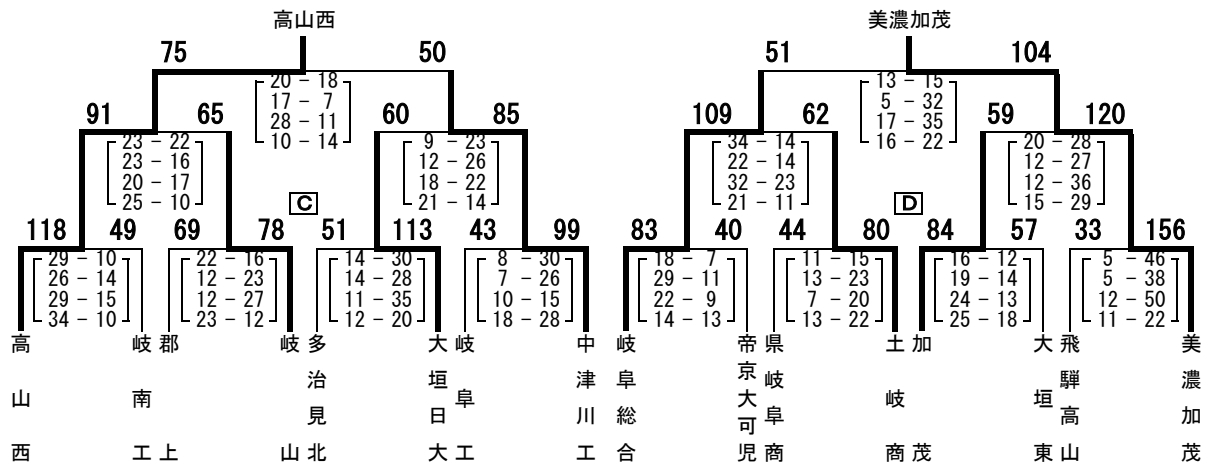 高山西 美濃加茂
75 50 51 104
20 - 18 13 - 15
17 - 7 5 - 32
28 - 11 17 - 35
10 - 14 16 - 22
91 65 60 85 109 62 59 120
23 - 22 9 - 23 34 - 14 20 - 28
23 - 16 12 - 26 22 - 14 12 - 27
20 - 17 18 - 22 32 - 23 12 - 36
25 - 10 21 - 14 21 - 11 15 - 29
C D
118 49 69 78 51 113 43 99 83 40 44 80 84 57 33 156
29 - 10 22 - 16 14 - 30 8 - 30 18 - 7 11 - 15 16 - 12 5 - 46
26 - 14 12 - 23 14 - 28 7 - 26 29 - 11 13 - 23 19 - 14 5 - 38
29 - 15 12 - 27 11 - 35 10 - 15 22 - 9 7 - 20 24 - 13 12 - 50
34 - 10 23 - 12 12 - 20 18 - 28 14 - 13 13 - 22 25 - 18 11 - 22
高山西
岐南工
郡上
岐山
多治見北
大垣日大
岐阜工
中津川工
岐阜総合
帝京大可児
県岐阜商
土岐商
加茂
大垣東
飛騨高山
美濃加茂